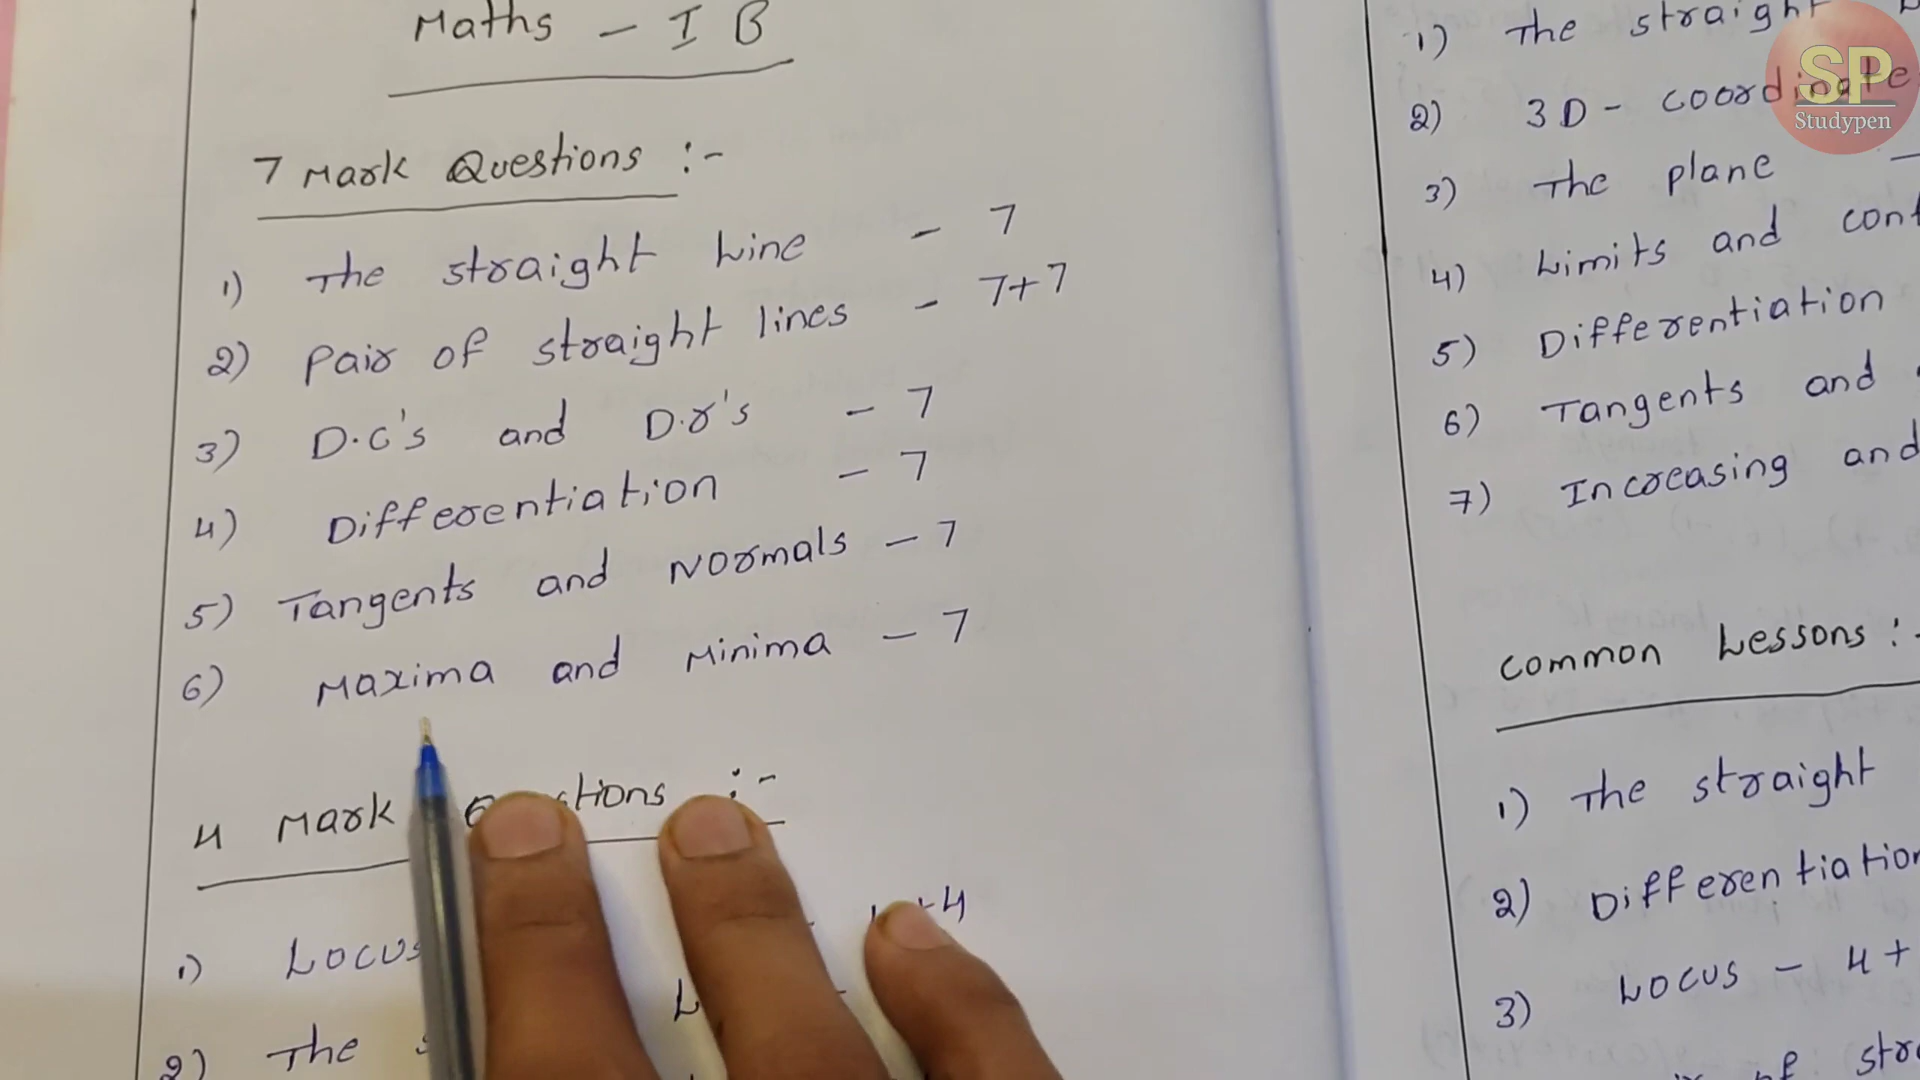 Maths - I B
7 Mark Questions :-
1) The straight Line - 7
2) Pair of straight lines - 7+7
3) D.C's and D.r's - 7
4) Differentiation - 7
5) Tangents and Normals - 7
6) Maxima and Minima - 7
4 Mark :-
1) Locus +4
2) The
1) The straight
2) 3D - coordinate
3) The plane -
4) Limits and
5) Differentiation
6) Tangents and
7) Increasing and
Common Lessons :-
1) The straight
2) Differentiation
3) Locus - 4+
of
SP
Studypen